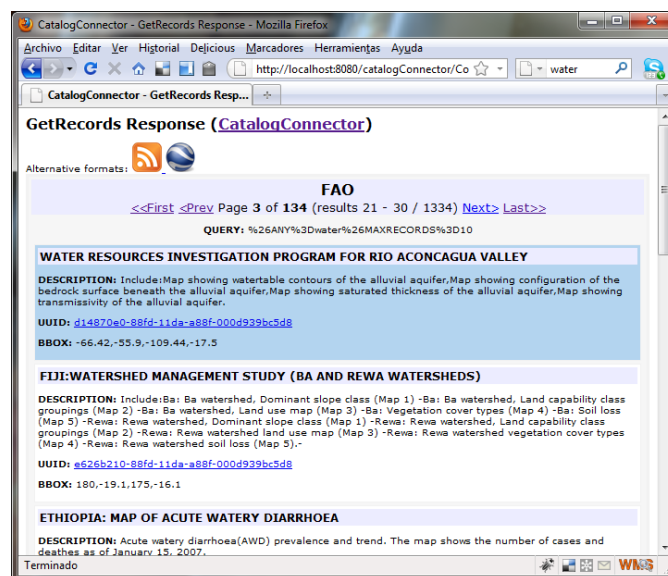 CatalogConnector - GetRecords Response - Mozilla Firefox
Archivo Editar Ver Historial Delicious Marcadores Herramientas Ayuda
http://localhost:8080/catalogConnector/Co water
CatalogConnector - GetRecords Resp...
GetRecords Response (CatalogConnector)
Alternative formats:
FAO
<<First <Prev Page 3 of 134 (results 21 - 30 / 1334) Next> Last>>
QUERY: %26ANY%3Dwater%26MAXRECORDS%3D10
WATER RESOURCES INVESTIGATION PROGRAM FOR RIO ACONCAGUA VALLEY
DESCRIPTION: Include:Map showing watertable contours of the alluvial aquifer,Map showing configuration of the
bedrock surface beneath the alluvial aquifer,Map showing saturated thickness of the alluvial aquifer,Map showing
transmissivity of the alluvial aquifer.
UUID: d14870e0-88fd-11da-a88f-000d939bc5d8
BBOX: -66.42,-55.9,-109.44,-17.5
FIJI:WATERSHED MANAGEMENT STUDY (BA AND REWA WATERSHEDS)
DESCRIPTION: Include:Ba: Ba watershed, Dominant slope class (Map 1) -Ba: Ba watershed, Land capability class
groupings (Map 2) -Ba: Ba watershed, Land use map (Map 3) -Ba: Vegetation cover types (Map 4) -Ba: Soil loss
(Map 5) -Rewa: Rewa watershed, Dominant slope class (Map 1) -Rewa: Rewa watershed, Land capability class
groupings (Map 2) -Rewa: Rewa watershed land use map (Map 3) -Rewa: Rewa watershed vegetation cover types
(Map 4) -Rewa: Rewa watershed soil loss (Map 5).-
UUID: e626b210-88fd-11da-a88f-000d939bc5d8
BBOX: 180,-19.1,175,-16.1
ETHIOPIA: MAP OF ACUTE WATERY DIARRHOEA
DESCRIPTION: Acute watery diarrhoea(AWD) prevalence and trend. The map shows the number of cases and
deathes as of January 15, 2007.
Terminado WMS